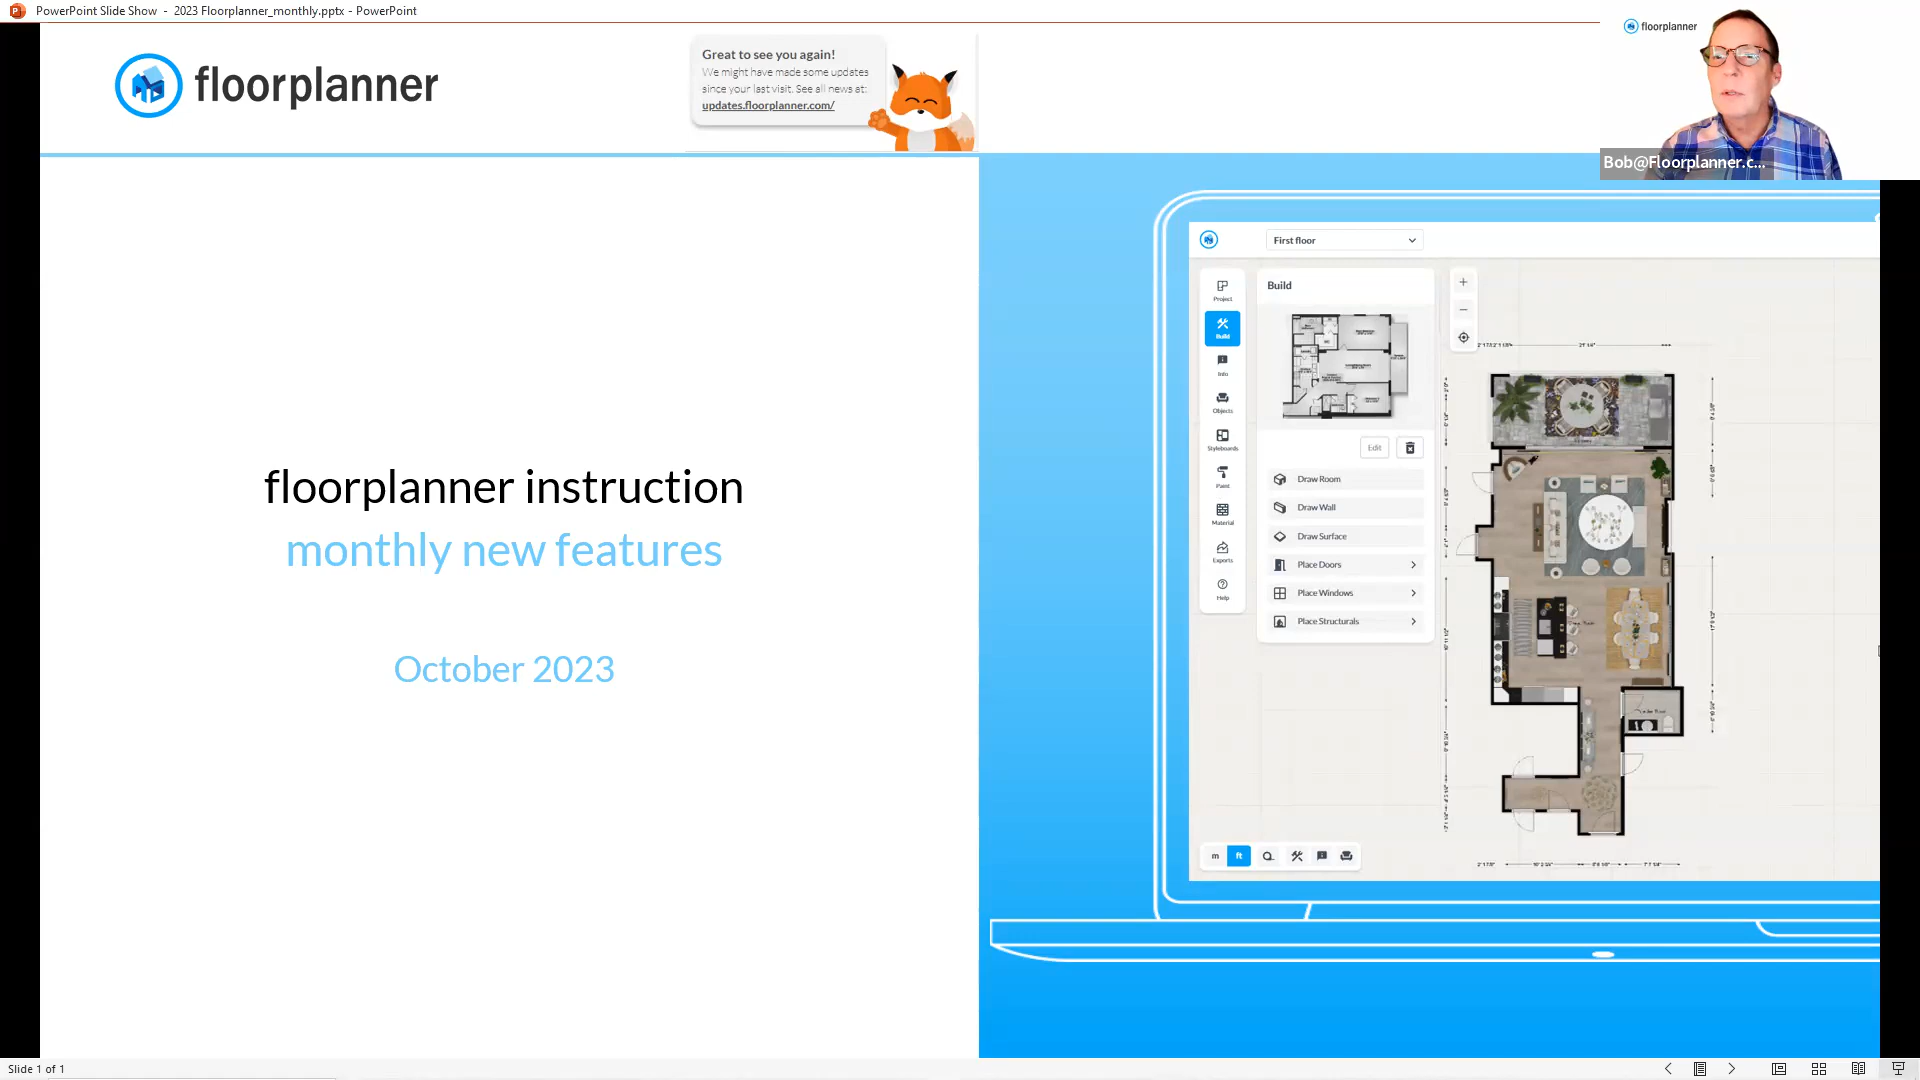 PowerPoint Slide Show - 2023 Floorplanner_monthly.pptx - PowerPoint
floorplanner
Great to see you again!
We might have made some updates
since your last visit. See all news at:
updates.floorplanner.com/
floorplanner
Bob@Floorplanner.c...
floorplanner instruction
monthly new features
October 2023
First floor
Project
Build
Info
Objects
Styleboards
Paint
Material
Exports
Help
Build
Edit
Draw Room
Draw Wall
Draw Surface
Place Doors
Place Windows
Place Structurals
m
ft
Slide 1 of 1